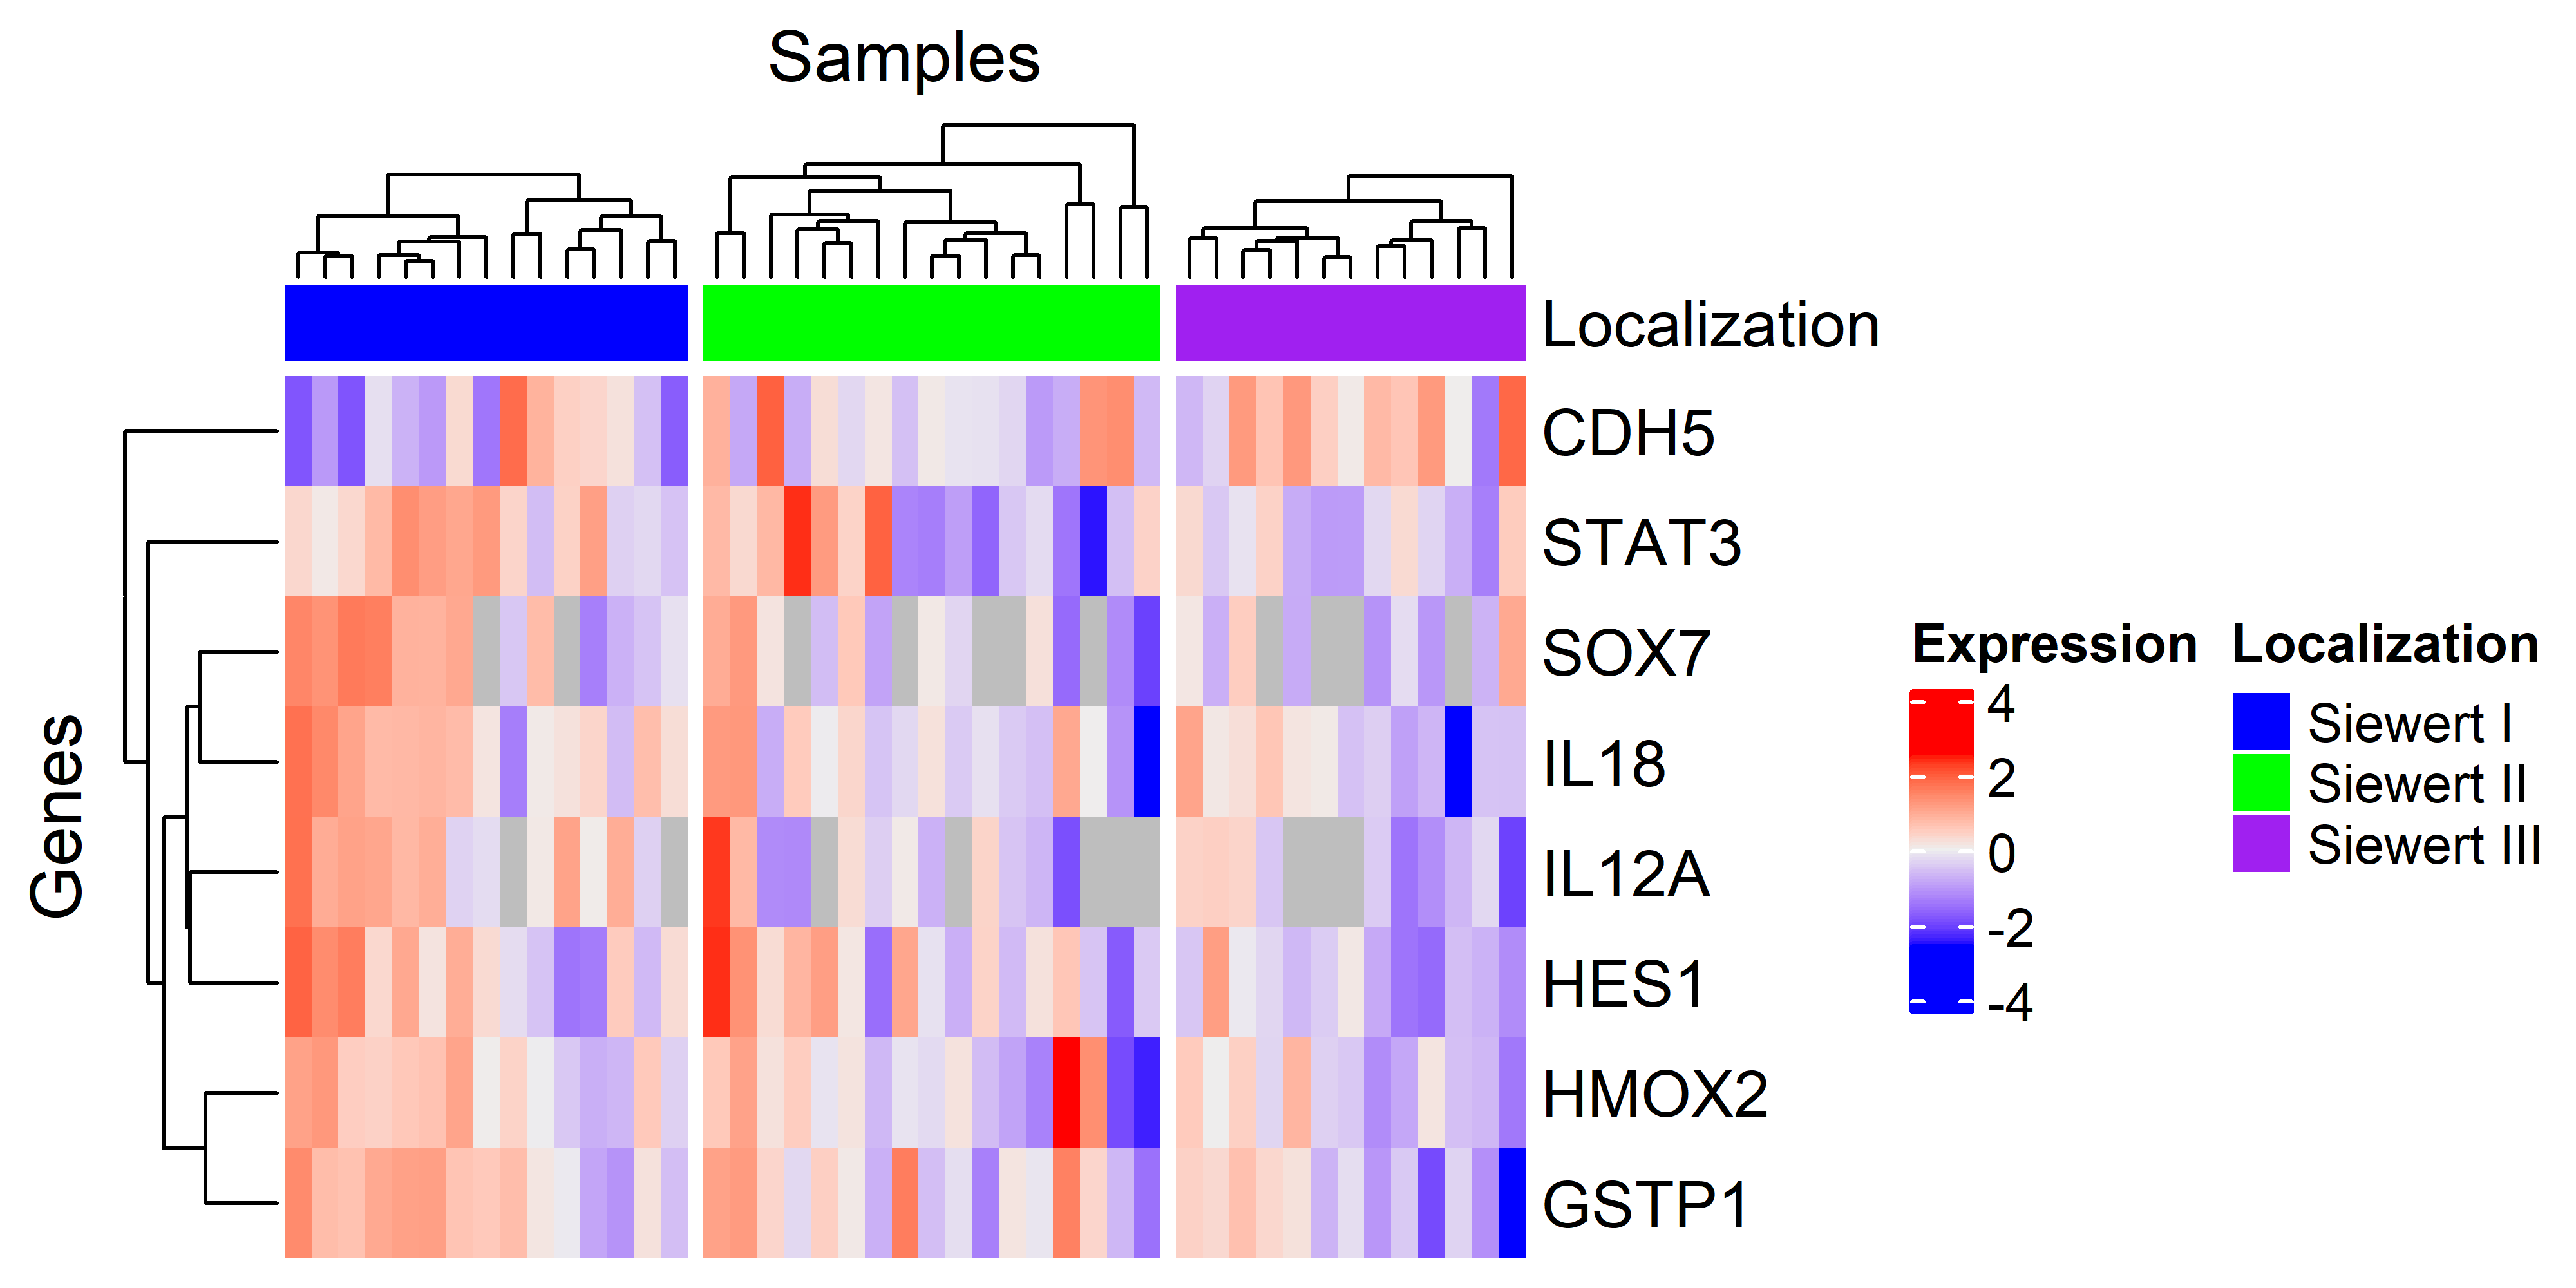 Samples
Localization
CDH5
STAT3
SOX7
IL18
IL12A
HES1
HMOX2
GSTP1
Genes
Expression
4
2
0
-2
-4
Localization
Siewert I
Siewert II
Siewert III